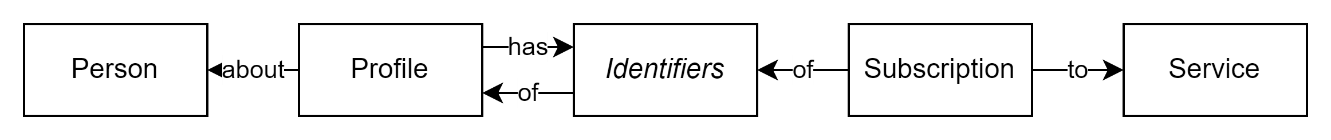 Person
about
Profile
has
of
Identifiers
of
Subscription
to
Service